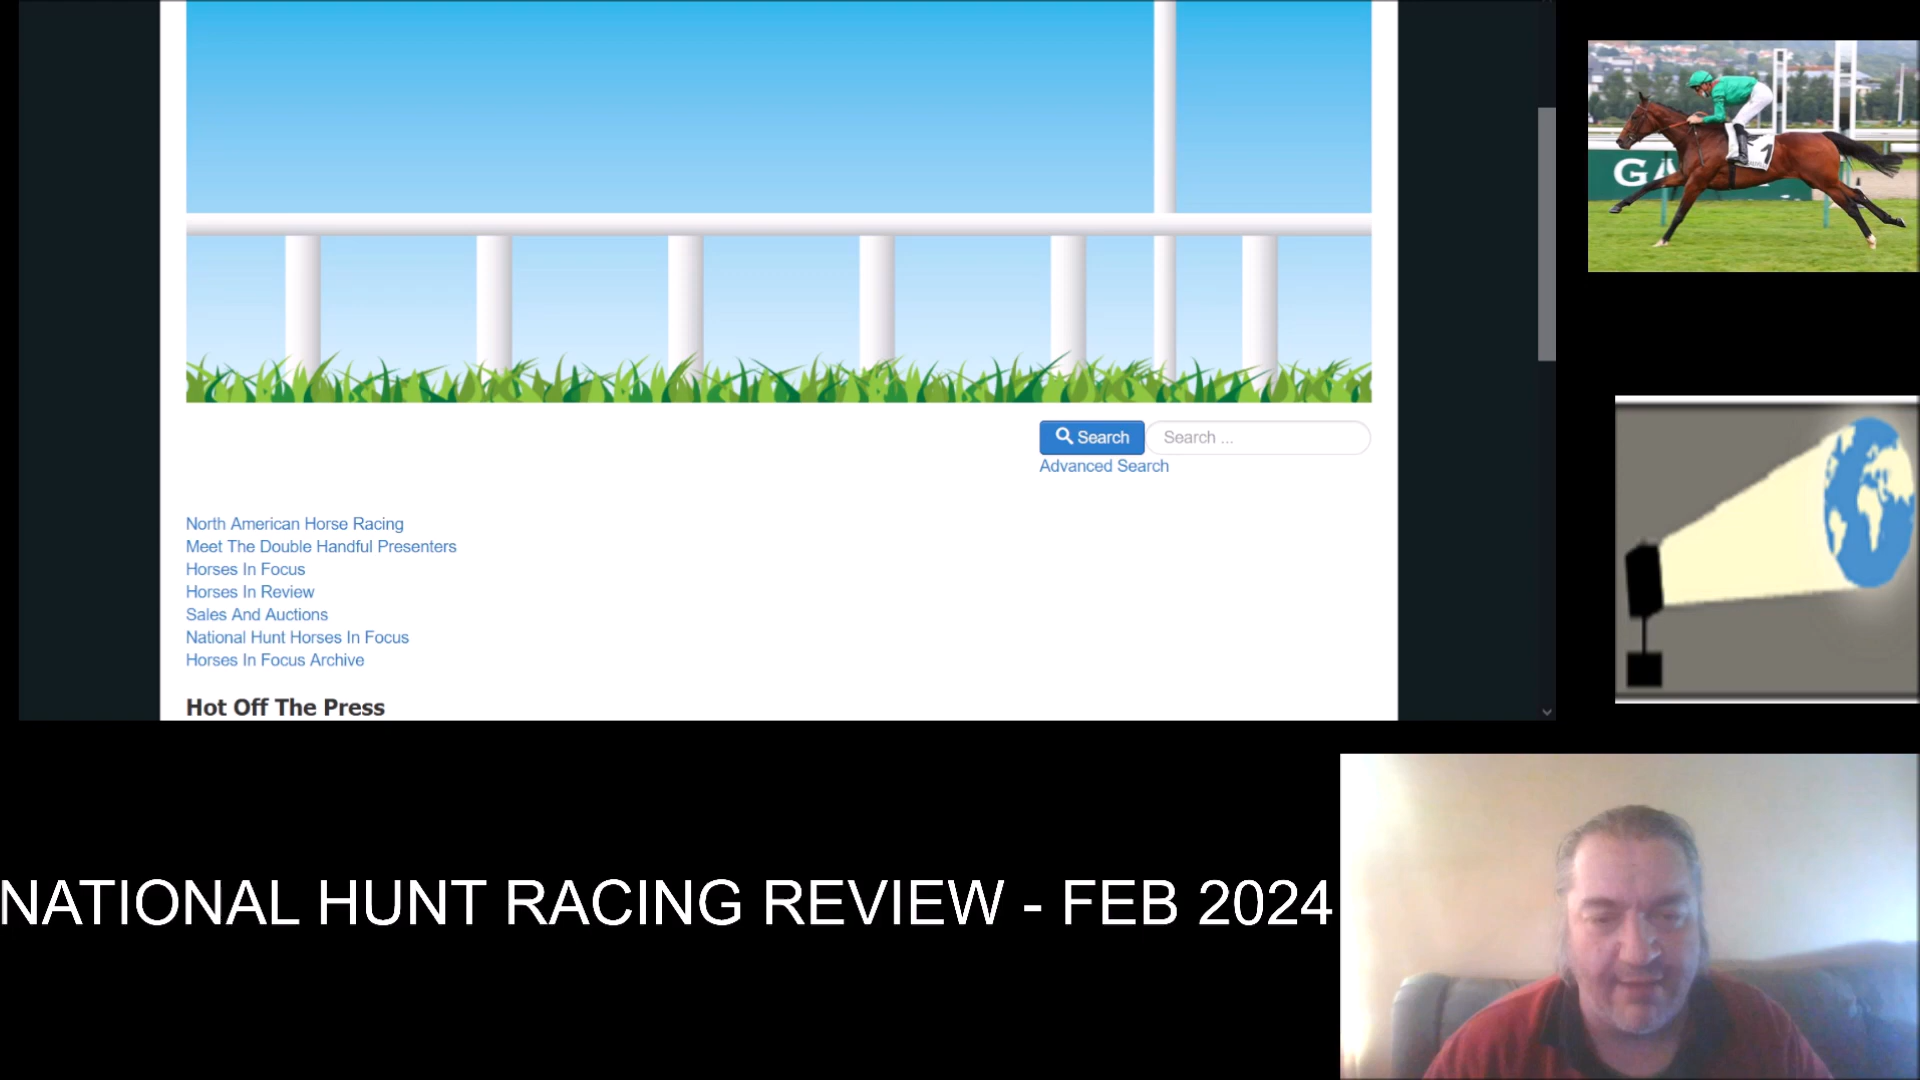 Search
Search ...
Advanced Search
North American Horse Racing
Meet The Double Handful Presenters
Horses In Focus
Horses In Review
Sales And Auctions
National Hunt Horses In Focus
Horses In Focus Archive
Hot Off The Press
1
NATIONAL HUNT RACING REVIEW - FEB 2024